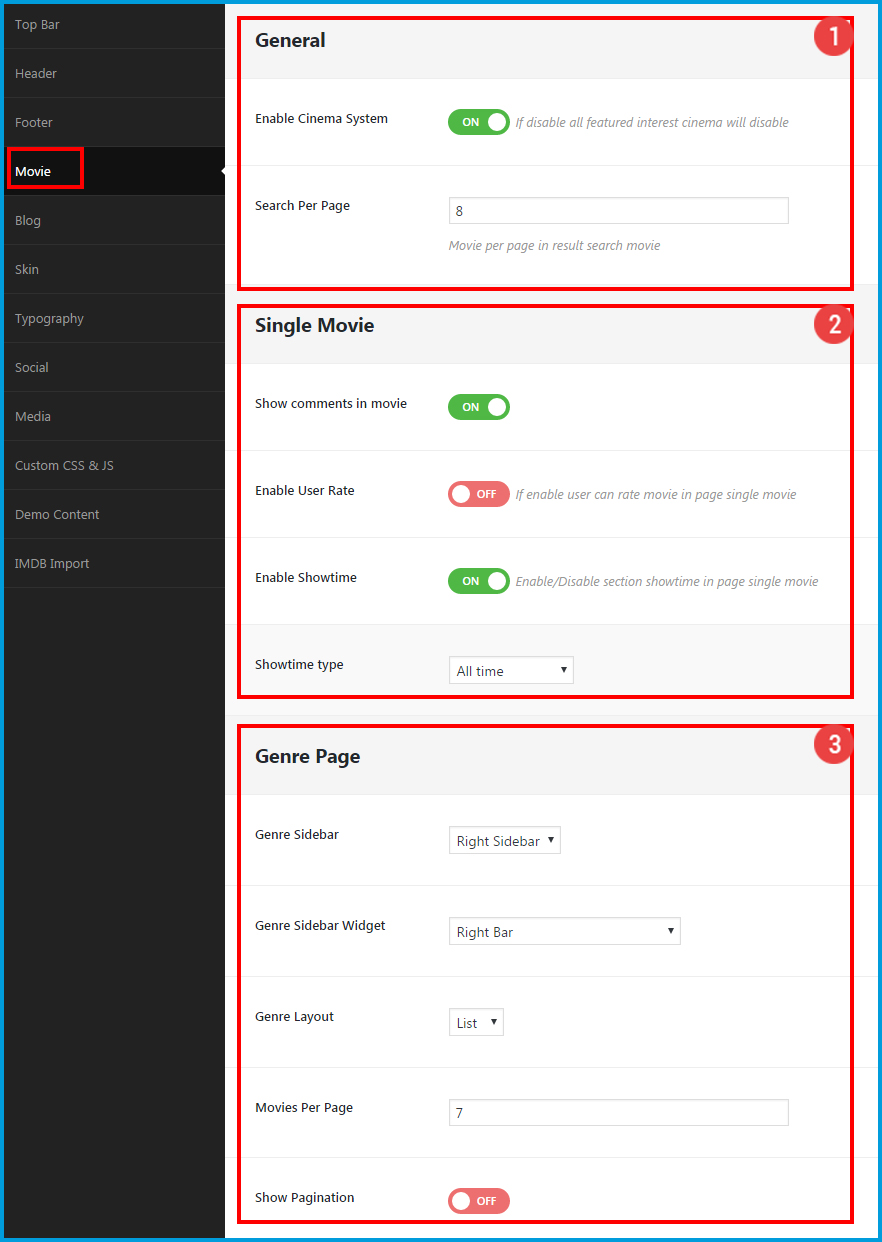 Top Bar
Header
Footer
Movie
Blog
Skin
Typography
Social
Media
Custom CSS & JS
Demo Content
IMDB Import
General
1
Enable Cinema System
ON
If disable all featured interest cinema will disable
Search Per Page
8
Movie per page in result search movie
Single Movie
2
Show comments in movie
ON
Enable User Rate
OFF
If enable user can rate movie in page single movie
Enable Showtime
ON
Enable/Disable section showtime in page single movie
Showtime type
All time
Genre Page
3
Genre Sidebar
Right Sidebar
Genre Sidebar Widget
Right Bar
Genre Layout
List
Movies Per Page
7
Show Pagination
OFF